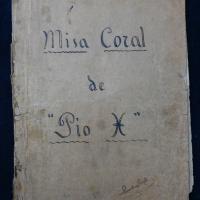 Misa Coral
de
"Pio X"